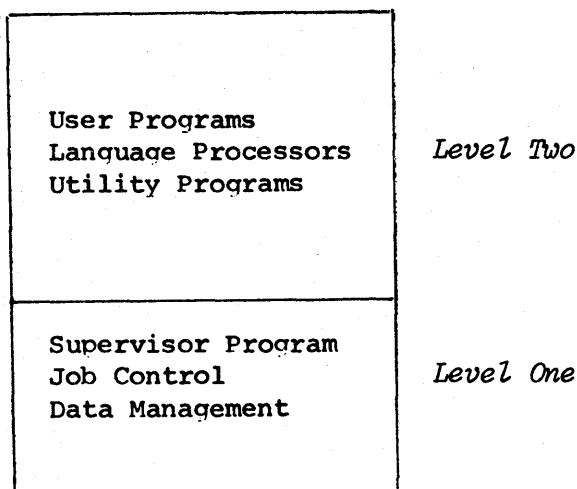 User Programs
Language Processors
Utility Programs
Level Two
Supervisor Program
Job Control
Data Management
Level One